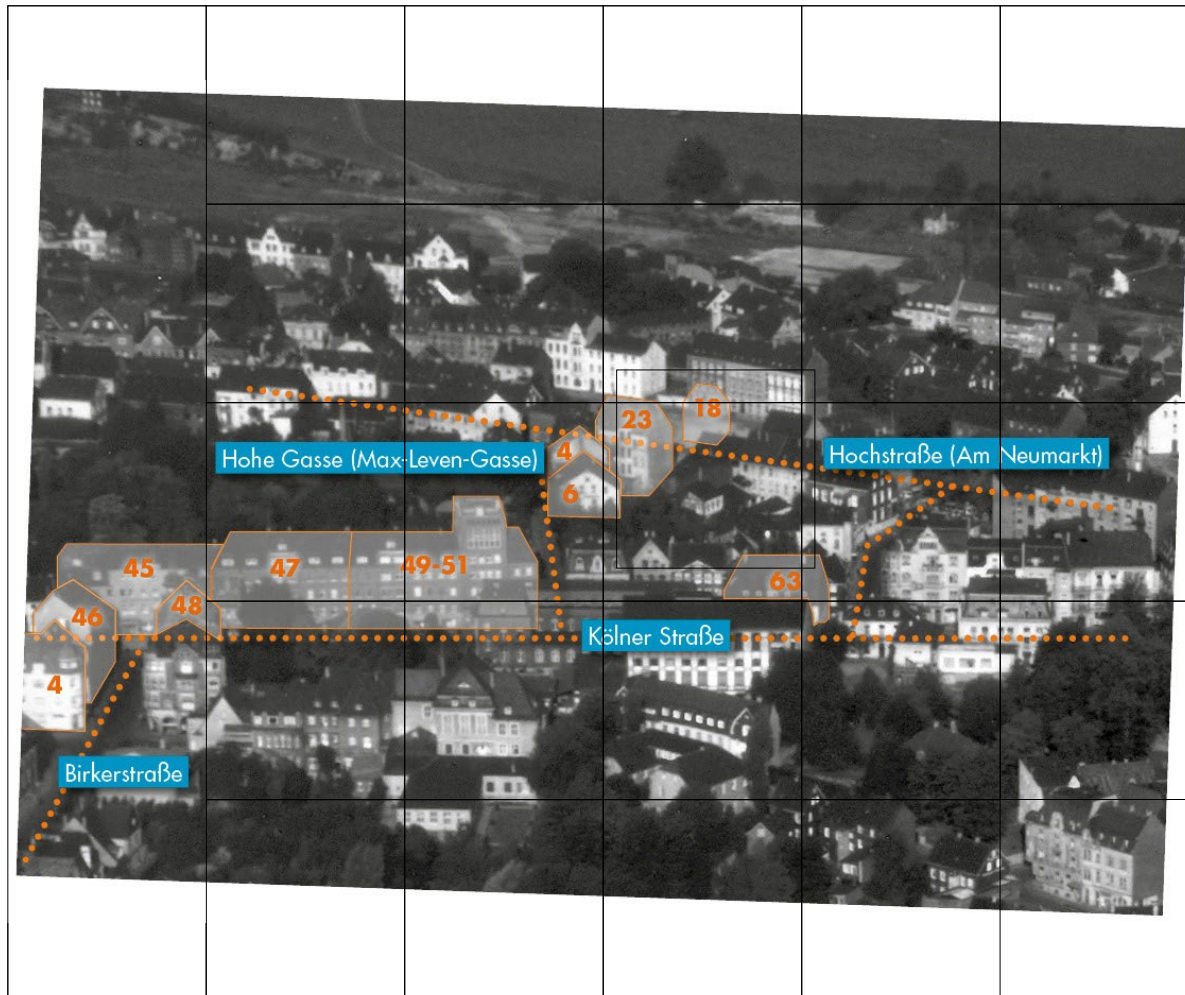 18
23
4
Hohe Gasse (Max-Leven-Gasse)
Hochstraße (Am Neumarkt)
6
45
47
49-51
63
46
48
Kölner Straße
4
Birkerstraße